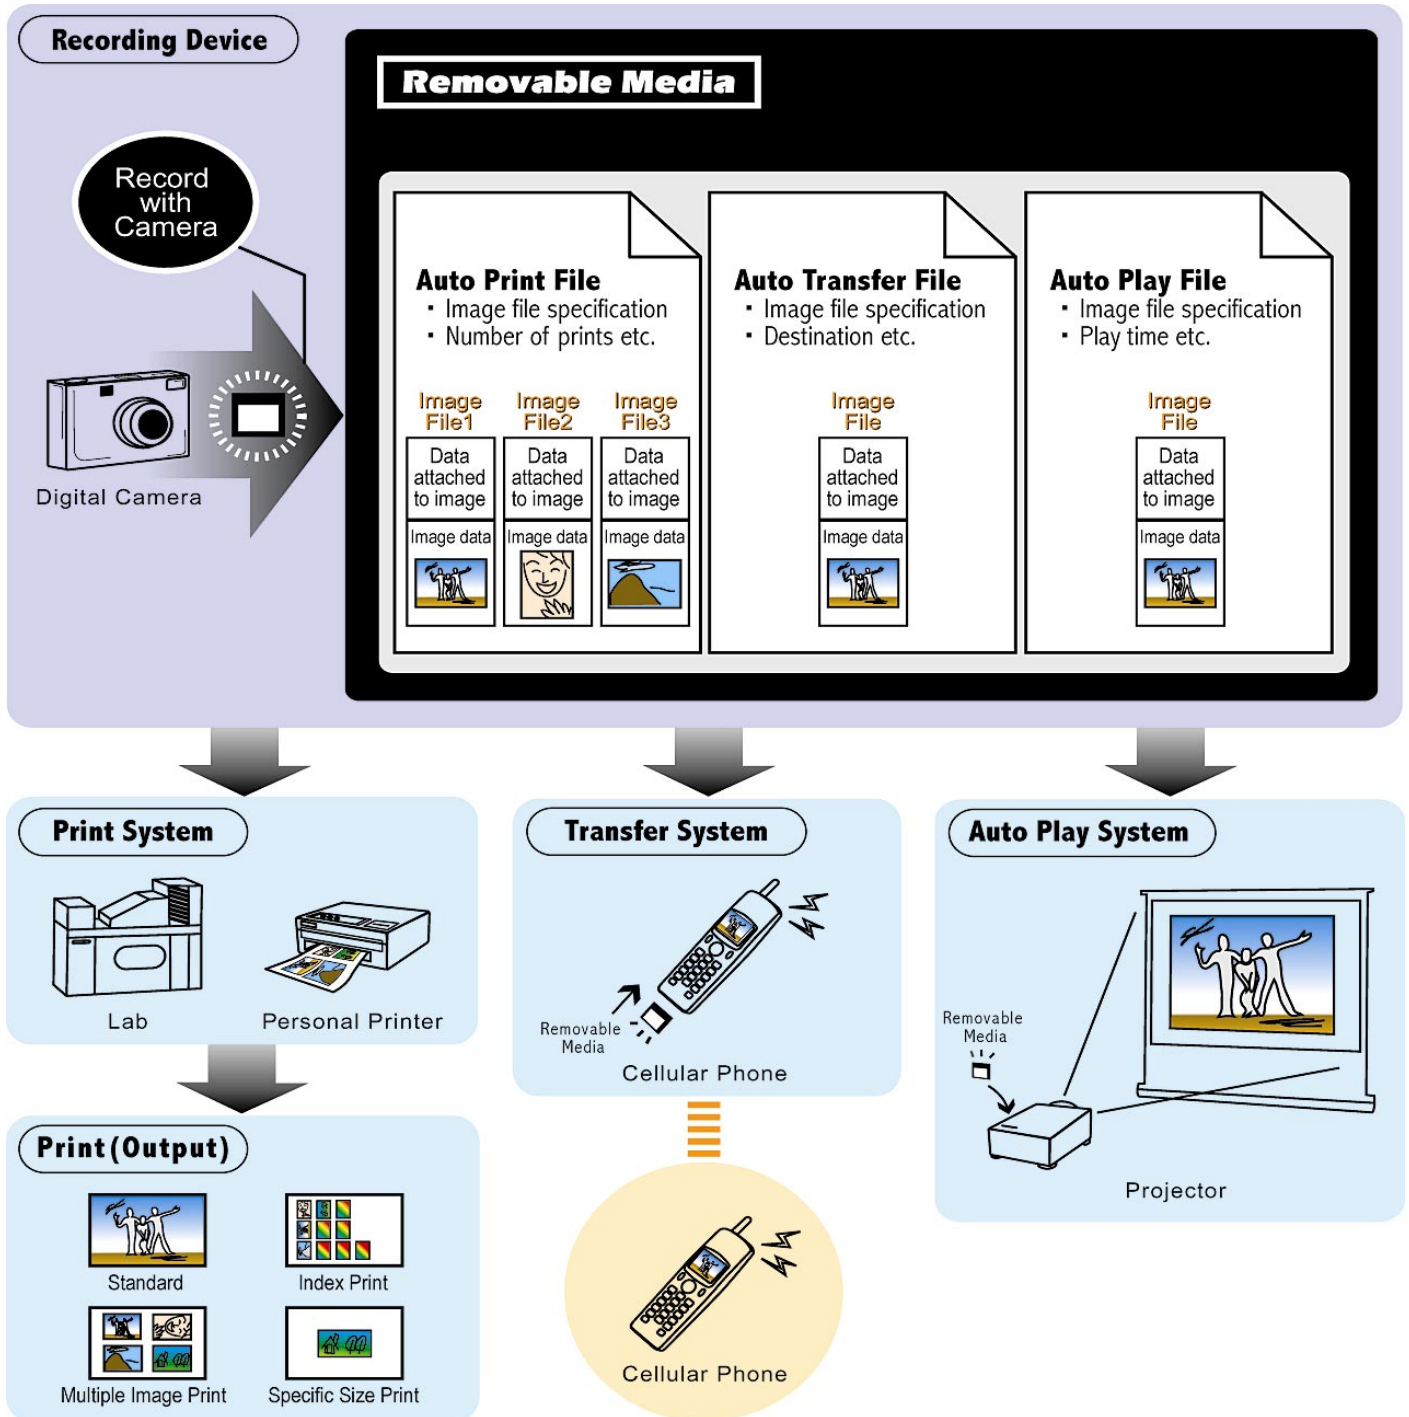 Recording Device
Removable Media
Record
with
Camera
Digital Camera
Auto Print File
· Image file specification
· Number of prints etc.
Image
File1
Data
attached
to image
Image data
Image
File2
Data
attached
to image
Image data
Image
File3
Data
attached
to image
Image data
Auto Transfer File
· Image file specification
· Destination etc.
Image
File
Data
attached
to image
Image data
Auto Play File
· Image file specification
· Play time etc.
Image
File
Data
attached
to image
Image data
Print System
Lab
Personal Printer
Print (Output)
Standard
Index Print
Multiple Image Print
Specific Size Print
Transfer System
Removable
Media
Cellular Phone
Cellular Phone
Auto Play System
Removable
Media
Projector